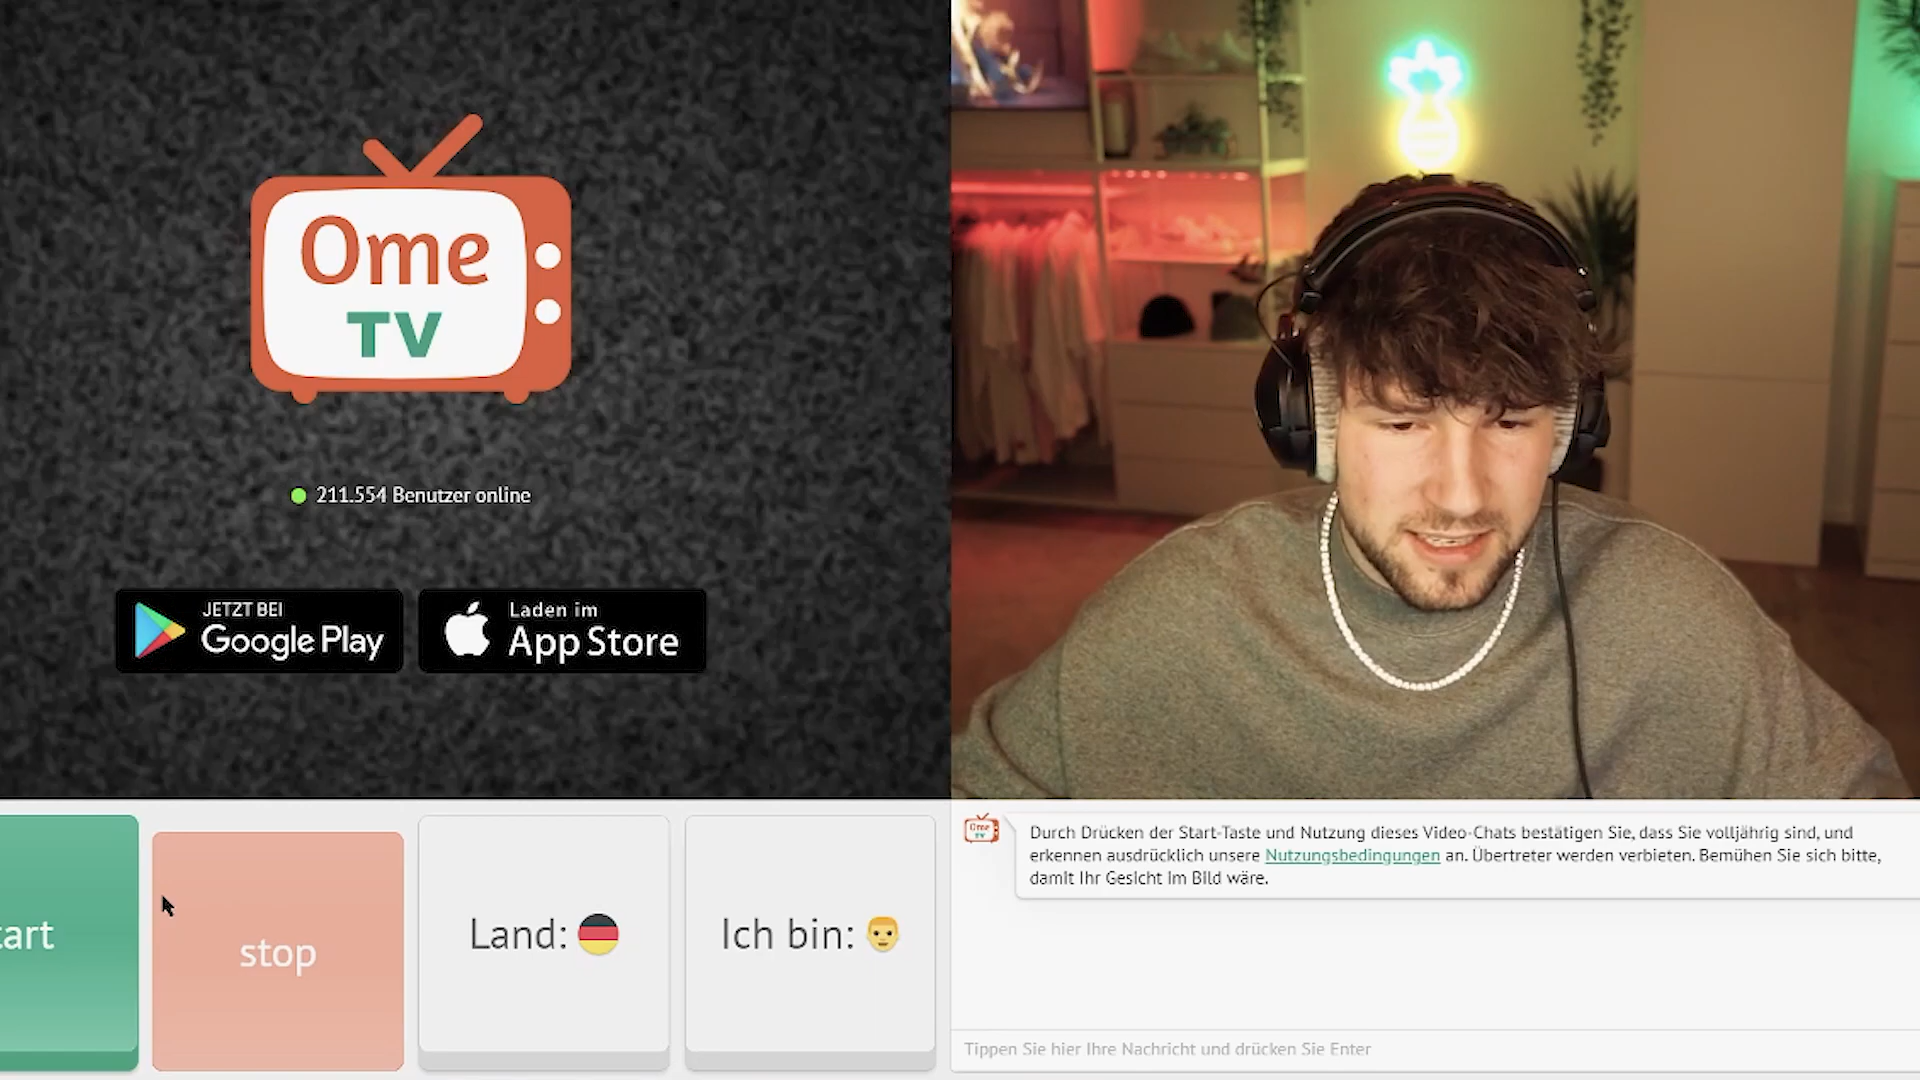 Ome
TV
211.554 Benutzer online
JETZT BEI
Google Play
Laden im
App Store
tart
stop
Land:
Ich bin:
Ome
TV
Durch Drücken der Start-Taste und Nutzung dieses Video-Chats bestätigen Sie, dass Sie volljährig sind, und
erkennen ausdrücklich unsere Nutzungsbedingungen an. Übertreter werden verbieten. Bemühen Sie sich bitte,
damit Ihr Gesicht im Bild wäre.
Tippen Sie hier Ihre Nachricht und drücken Sie Enter